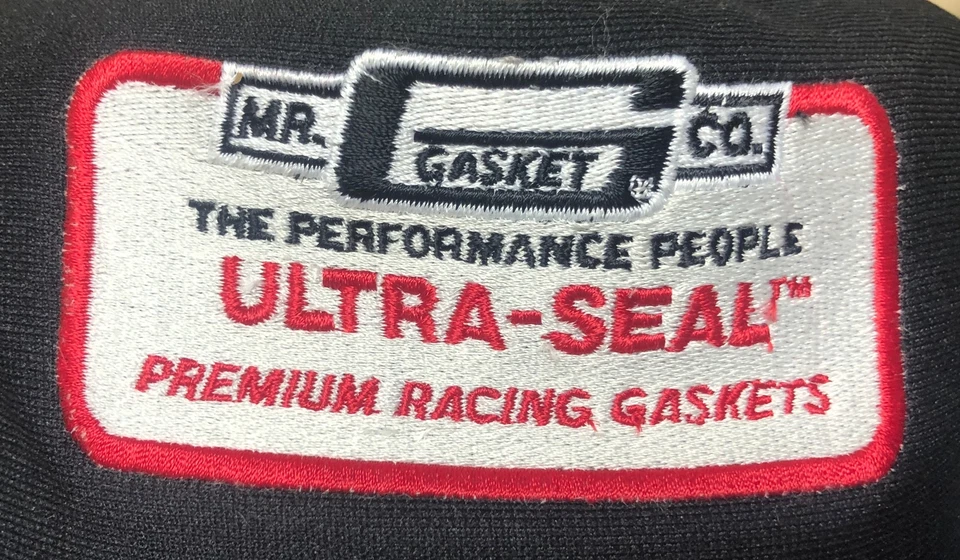 MR. GASKET CO.
THE PERFORMANCE PEOPLE
ULTRA-SEAL™
PREMIUM RACING GASKETS